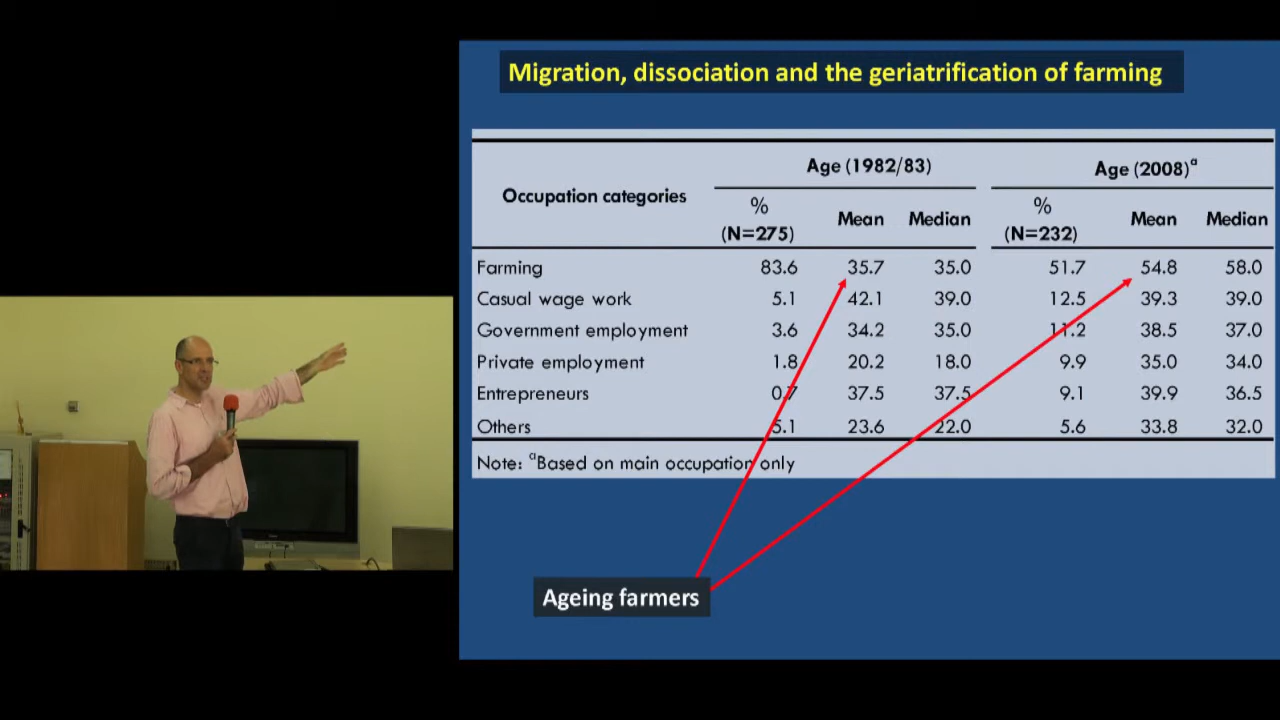 Migration, dissociation and the geriatrification of farming
Occupation categories Age (1982/83) Age (2008)a
% (N=275) Mean Median % (N=232) Mean Median
Farming 83.6 35.7 35.0 51.7 54.8 58.0
Casual wage work 5.1 42.1 39.0 12.5 39.3 39.0
Government employment 3.6 34.2 35.0 11.2 38.5 37.0
Private employment 1.8 20.2 18.0 9.9 35.0 34.0
Entrepreneurs 0.7 37.5 37.5 9.1 39.9 36.5
Others 5.1 23.6 22.0 5.6 33.8 32.0
Note: aBased on main occupation only
Ageing farmers